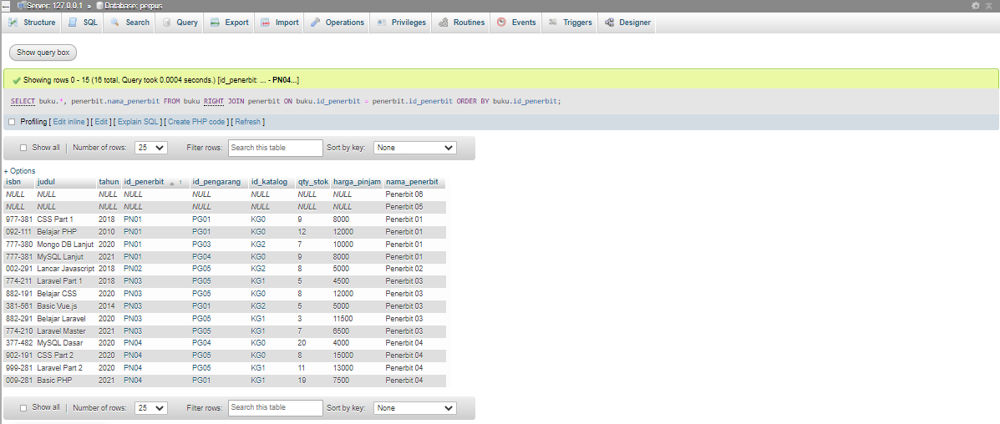 Server: 127.0.0.1 » Database: perpus
Structure SQL Search Query Export Import Operations Privileges Routines Events Triggers Designer
Show query box
Showing rows 0 - 15 (16 total, Query took 0.0004 seconds.) [id_penerbit: ... - PN04...]
SELECT buku.*, penerbit.nama_penerbit FROM buku RIGHT JOIN penerbit ON buku.id_penerbit = penerbit.id_penerbit ORDER BY buku.id_penerbit;
Profiling [ Edit inline ] [ Edit ] [ Explain SQL ] [ Create PHP code ] [ Refresh ]
Show all Number of rows: 25 Filter rows: Search this table Sort by key: None
+ Options
isbn judul tahun id_penerbit 1 id_pengarang id_katalog qty_stok harga_pinjam nama_penerbit
NULL NULL NULL NULL NULL NULL NULL NULL Penerbit 06
NULL NULL NULL NULL NULL NULL NULL NULL Penerbit 05
977-381 CSS Part 1 2018 PN01 PG01 KG0 9 8000 Penerbit 01
092-111 Belajar PHP 2010 PN01 PG01 KG0 12 12000 Penerbit 01
777-380 Mongo DB Lanjut 2020 PN01 PG03 KG2 7 10000 Penerbit 01
777-381 MySQL Lanjut 2021 PN01 PG04 KG0 9 8000 Penerbit 01
002-291 Lancar Javascript 2018 PN02 PG05 KG2 8 5000 Penerbit 02
774-211 Laravel Part 1 2018 PN03 PG05 KG1 5 4500 Penerbit 03
882-191 Belajar CSS 2020 PN03 PG05 KG0 8 12000 Penerbit 03
381-561 Basic Vue.js 2014 PN03 PG01 KG2 5 5000 Penerbit 03
882-291 Belajar Laravel 2020 PN03 PG05 KG1 3 11500 Penerbit 03
774-210 Laravel Master 2021 PN03 PG05 KG1 7 6500 Penerbit 03
377-482 MySQL Dasar 2020 PN04 PG04 KG0 20 4000 Penerbit 04
902-191 CSS Part 2 2020 PN04 PG05 KG0 8 15000 Penerbit 04
999-281 Laravel Part 2 2020 PN04 PG05 KG1 11 13000 Penerbit 04
009-281 Basic PHP 2021 PN04 PG01 KG1 19 7500 Penerbit 04
Show all Number of rows: 25 Filter rows: Search this table Sort by key: None